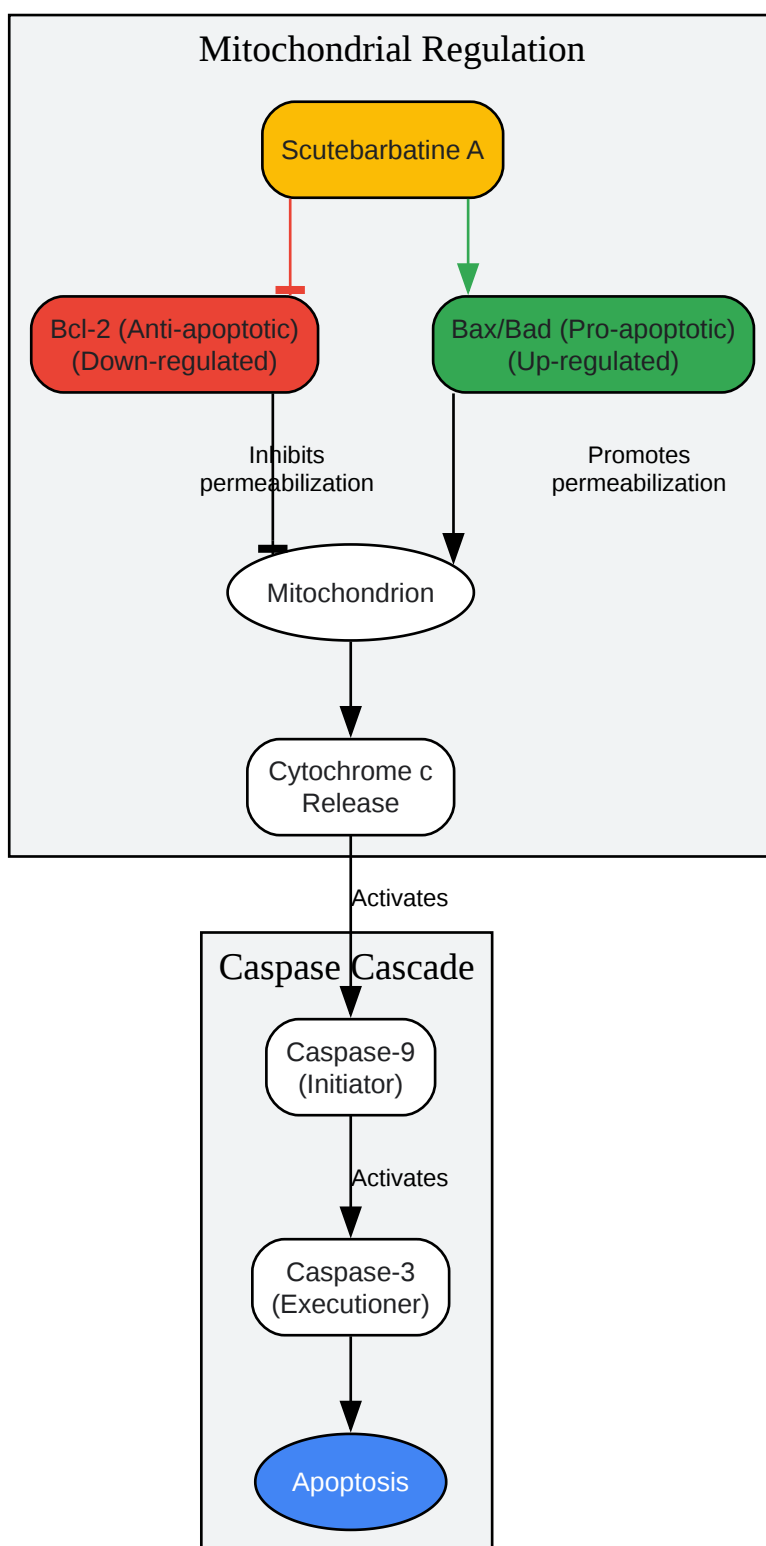 Mitochondrial Regulation
Scutebarbatine A
Bcl-2 (Anti-apoptotic)
(Down-regulated)
Bax/Bad (Pro-apoptotic)
(Up-regulated)
Inhibits
permeabilization
Promotes
permeabilization
Mitochondrion
Cytochrome c
Release
Activates
Caspase Cascade
Caspase-9
(Initiator)
Activates
Caspase-3
(Executioner)
Apoptosis